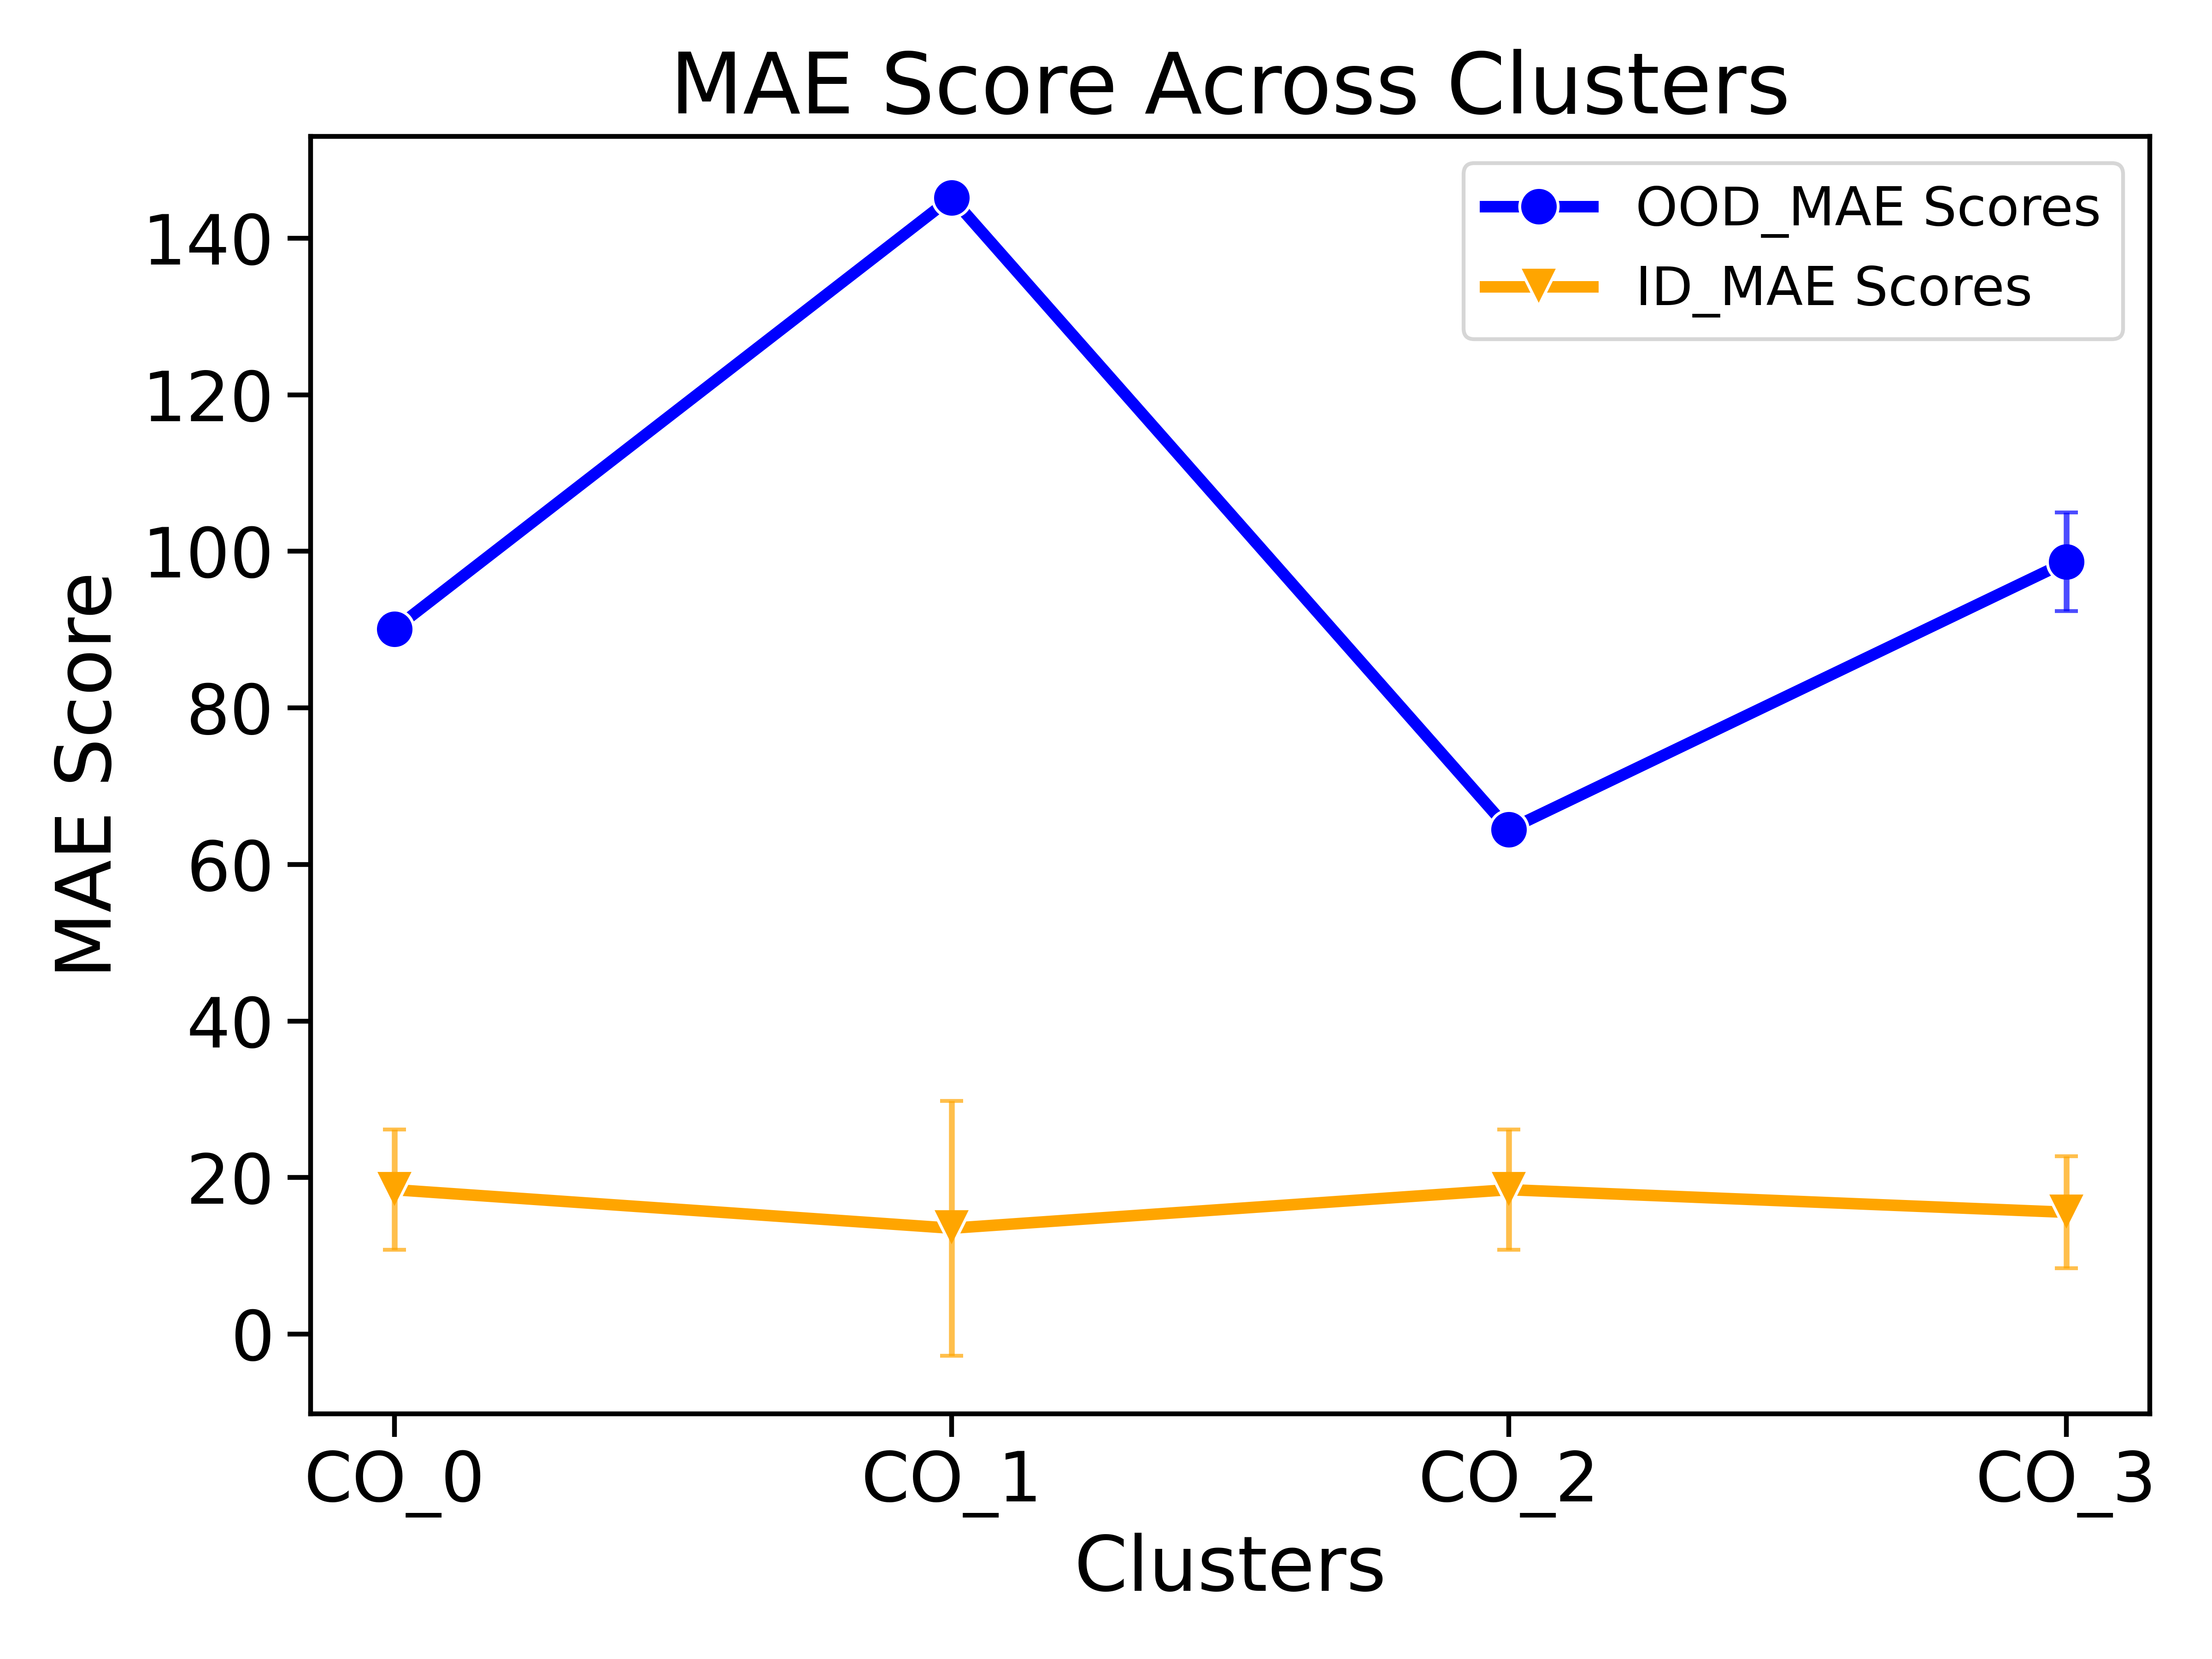 MAE Score Across Clusters
OOD_MAE Scores
ID_MAE Scores
MAE Score
140
120
100
80
60
40
20
0
CO_0 CO_1 CO_2 CO_3
Clusters